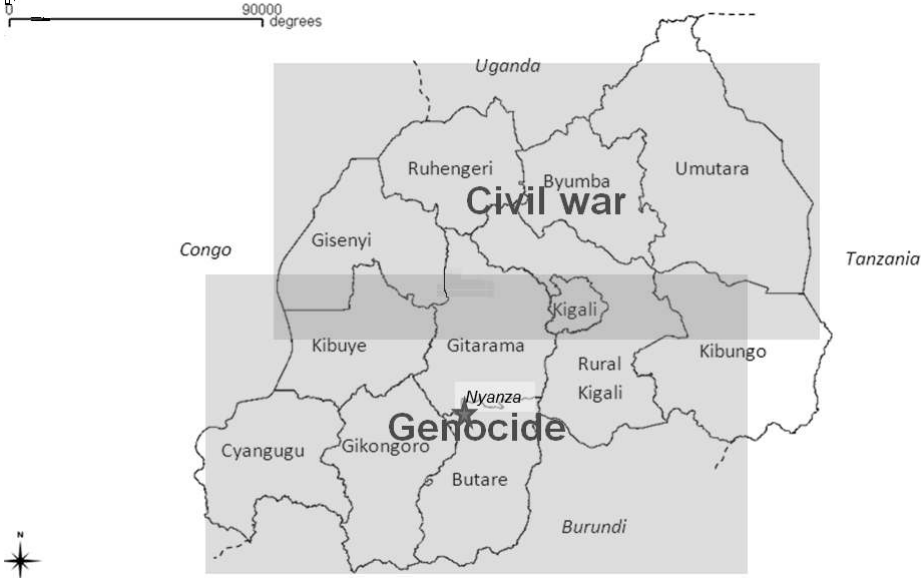 0 90000
degrees
Uganda
Ruhengeri
Byumba
Umutara
Civil war
Gisenyi
Congo
Tanzania
Kigali
Kibuye
Gitarama
Kibungo
Rural
Kigali
Nyanza
Genocide
Cyangugu
Gikongoro
Butare
Burundi
N